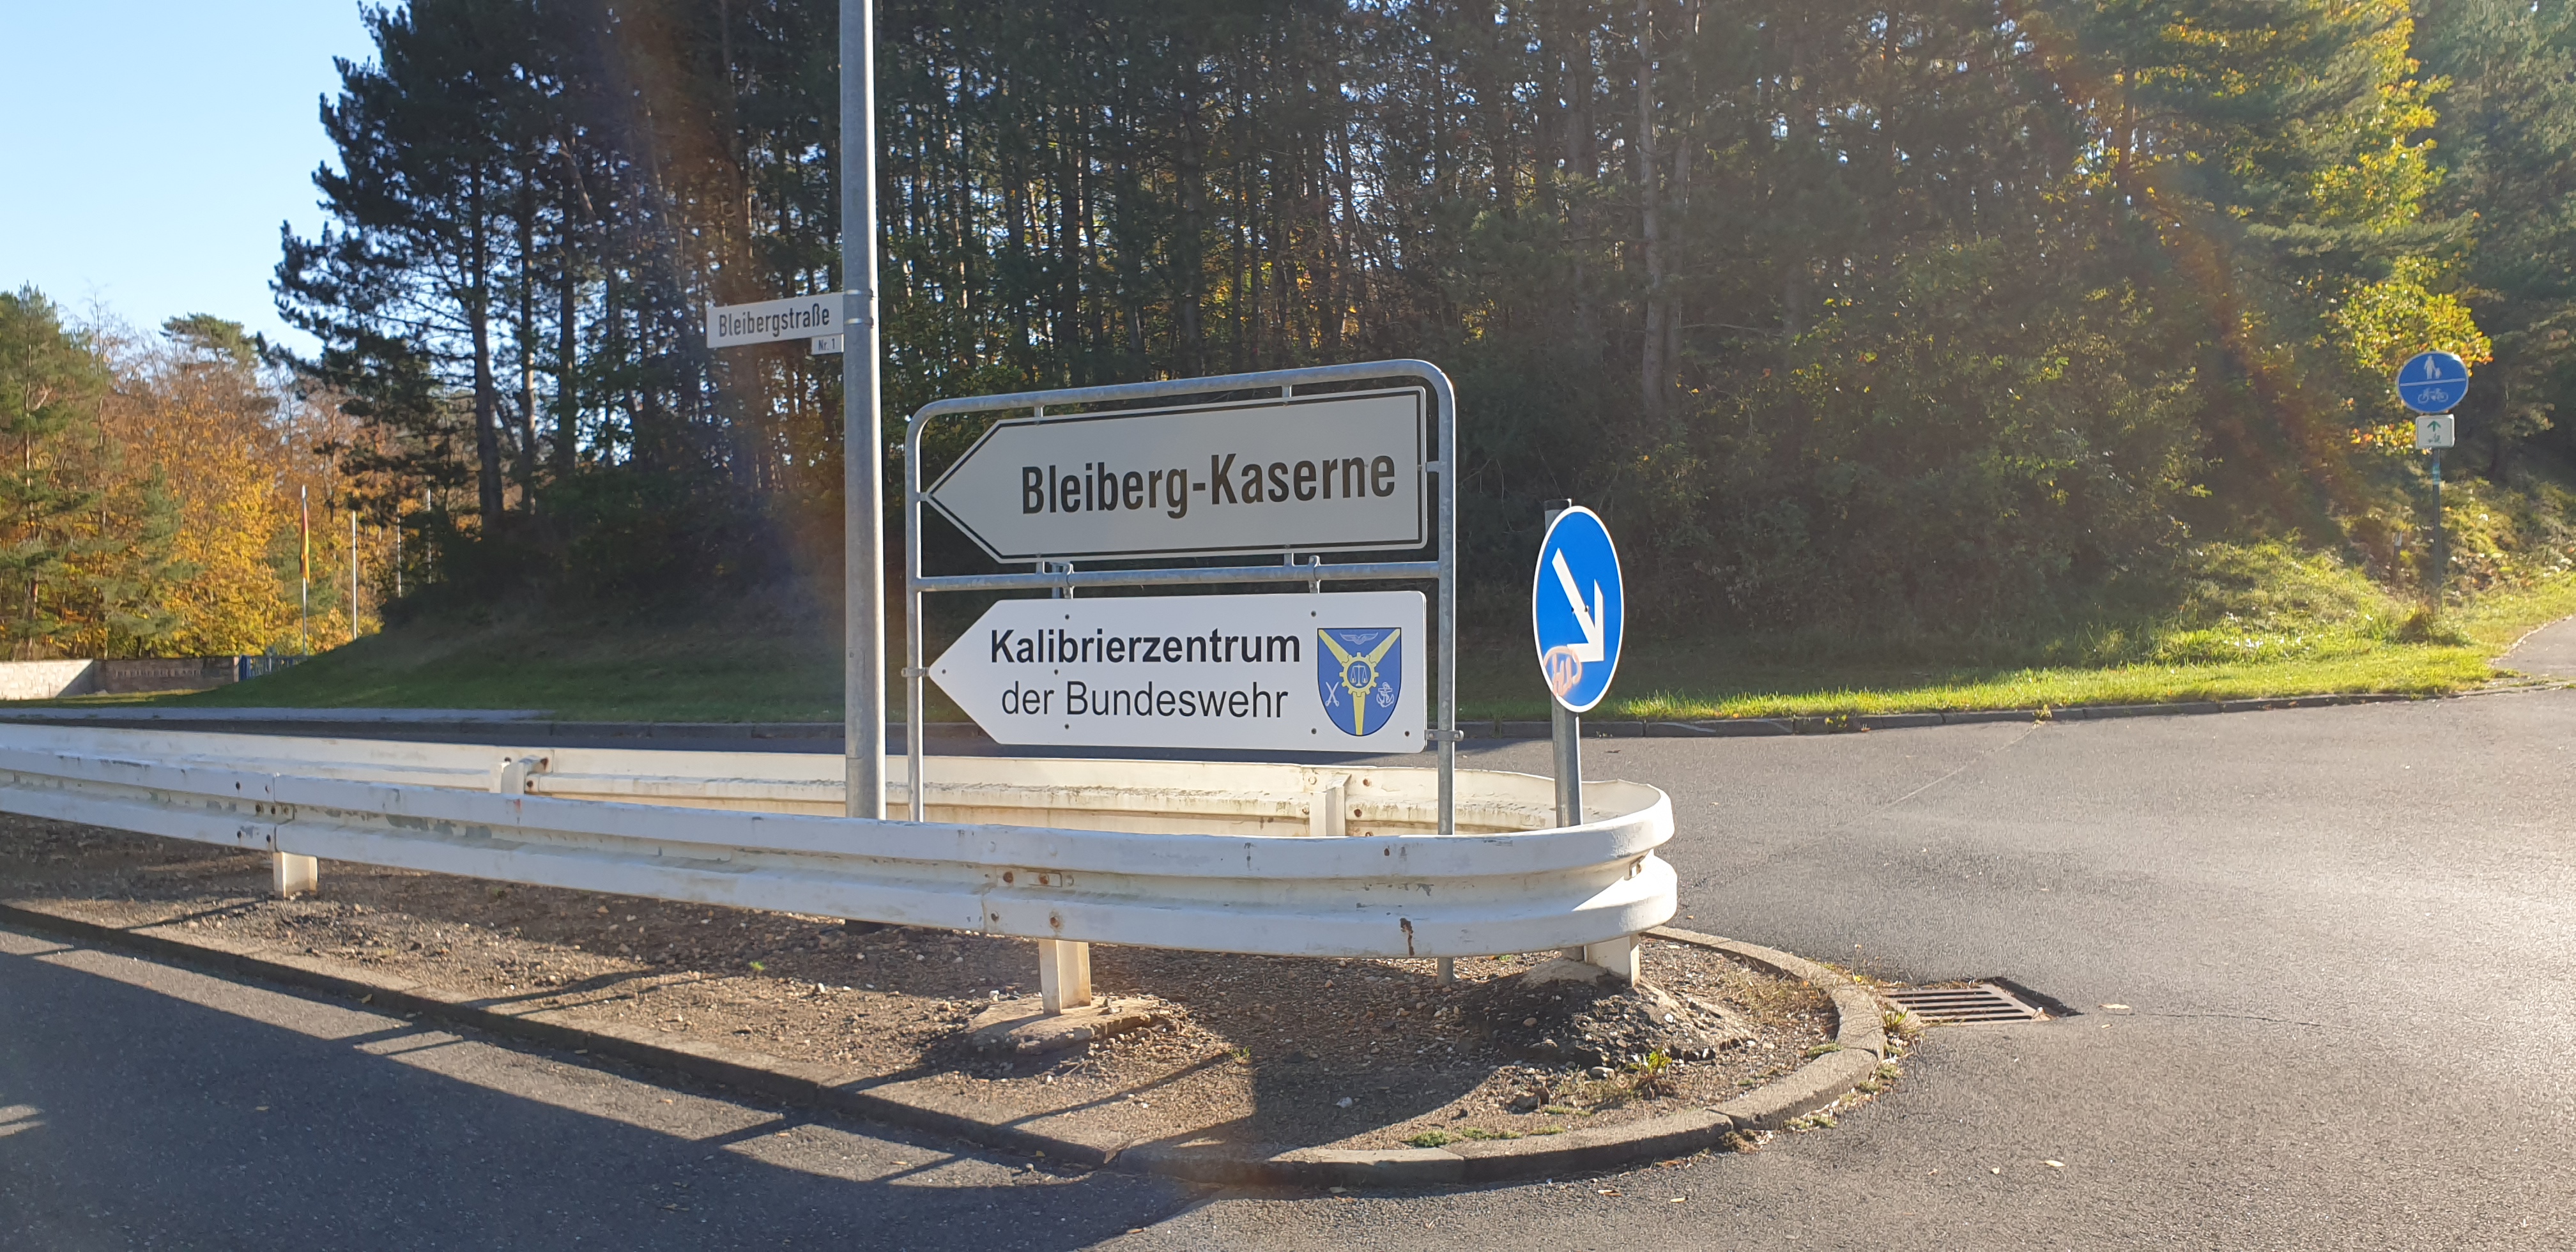 Bleibergstraße
Nr. 1
Bleiberg-Kaserne
Kalibrierzentrum
der Bundeswehr